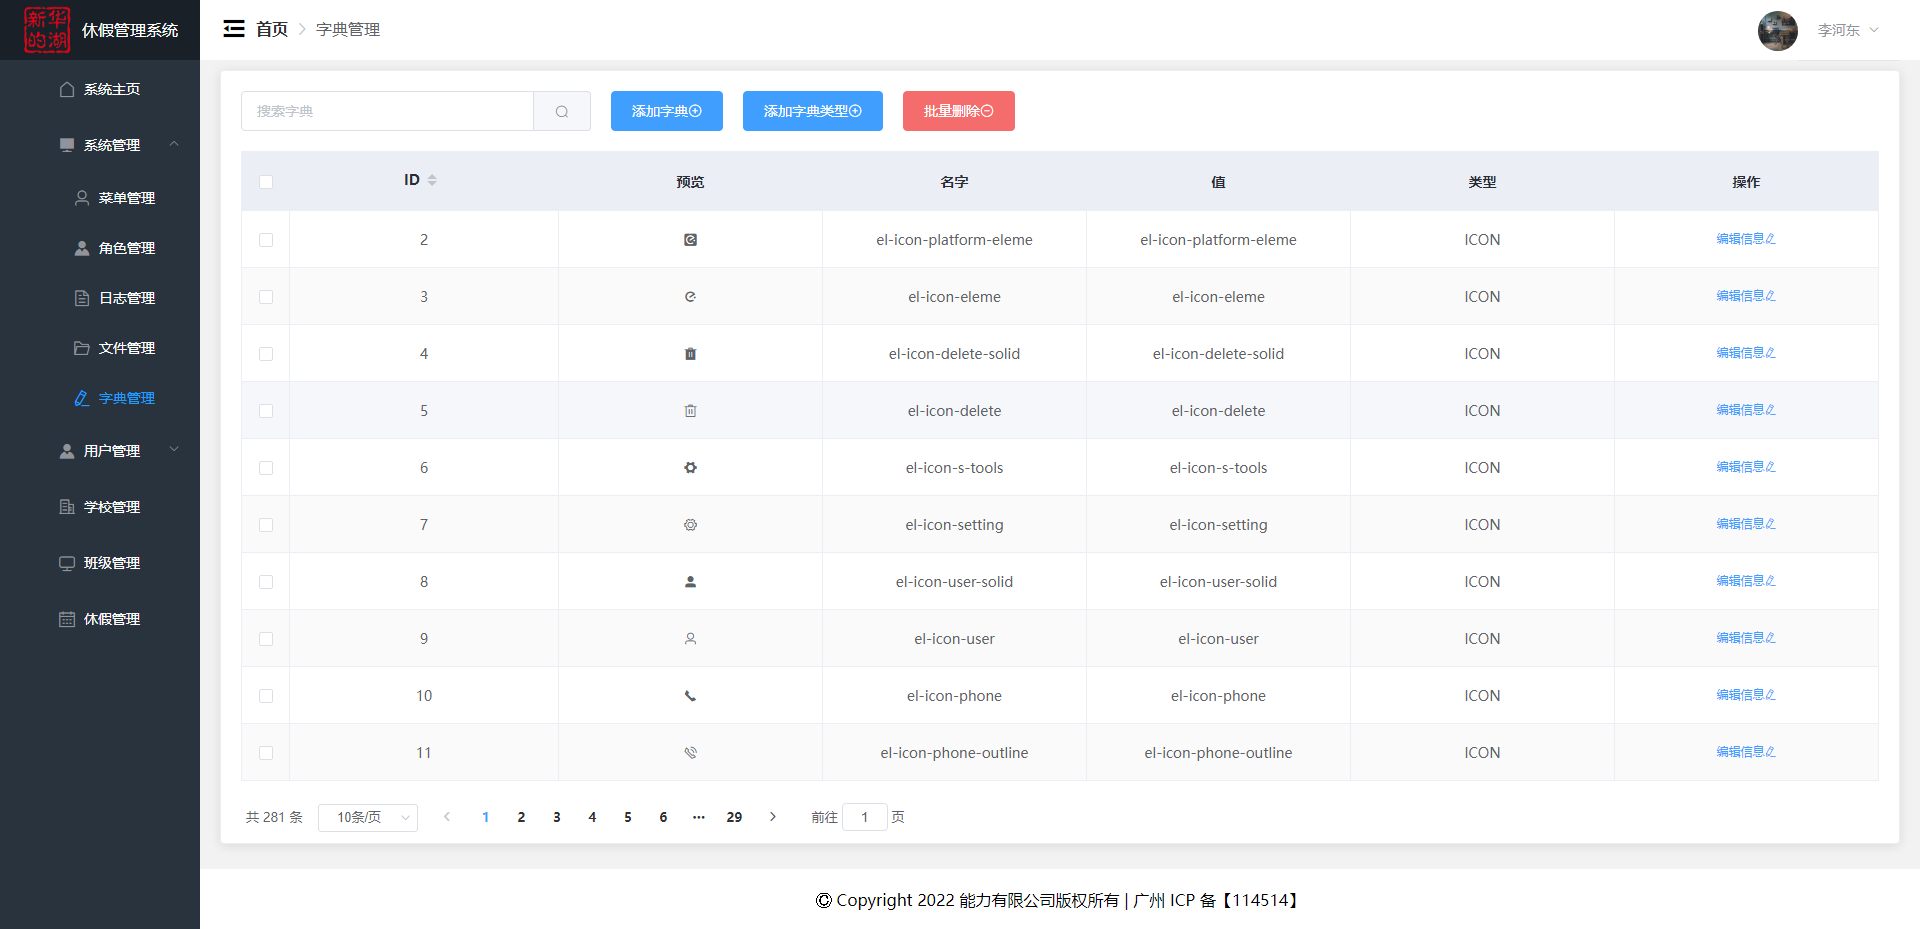 新华
的湖
休假管理系统
首页 字典管理
李河东
系统主页
系统管理
菜单管理
角色管理
日志管理
文件管理
字典管理
用户管理
学校管理
班级管理
休假管理
搜索字典
添加字典
添加字典类型
批量删除
ID 预览 名字 值 类型 操作
2 el-icon-platform-eleme el-icon-platform-eleme ICON 编辑信息
3 el-icon-eleme el-icon-eleme ICON 编辑信息
4 el-icon-delete-solid el-icon-delete-solid ICON 编辑信息
5 el-icon-delete el-icon-delete ICON 编辑信息
6 el-icon-s-tools el-icon-s-tools ICON 编辑信息
7 el-icon-setting el-icon-setting ICON 编辑信息
8 el-icon-user-solid el-icon-user-solid ICON 编辑信息
9 el-icon-user el-icon-user ICON 编辑信息
10 el-icon-phone el-icon-phone ICON 编辑信息
11 el-icon-phone-outline el-icon-phone-outline ICON 编辑信息
共 281 条 10条/页 1 2 3 4 5 6 ··· 29 前往 1 页
© Copyright 2022 能力有限公司版权所有 | 广州 ICP 备【114514】